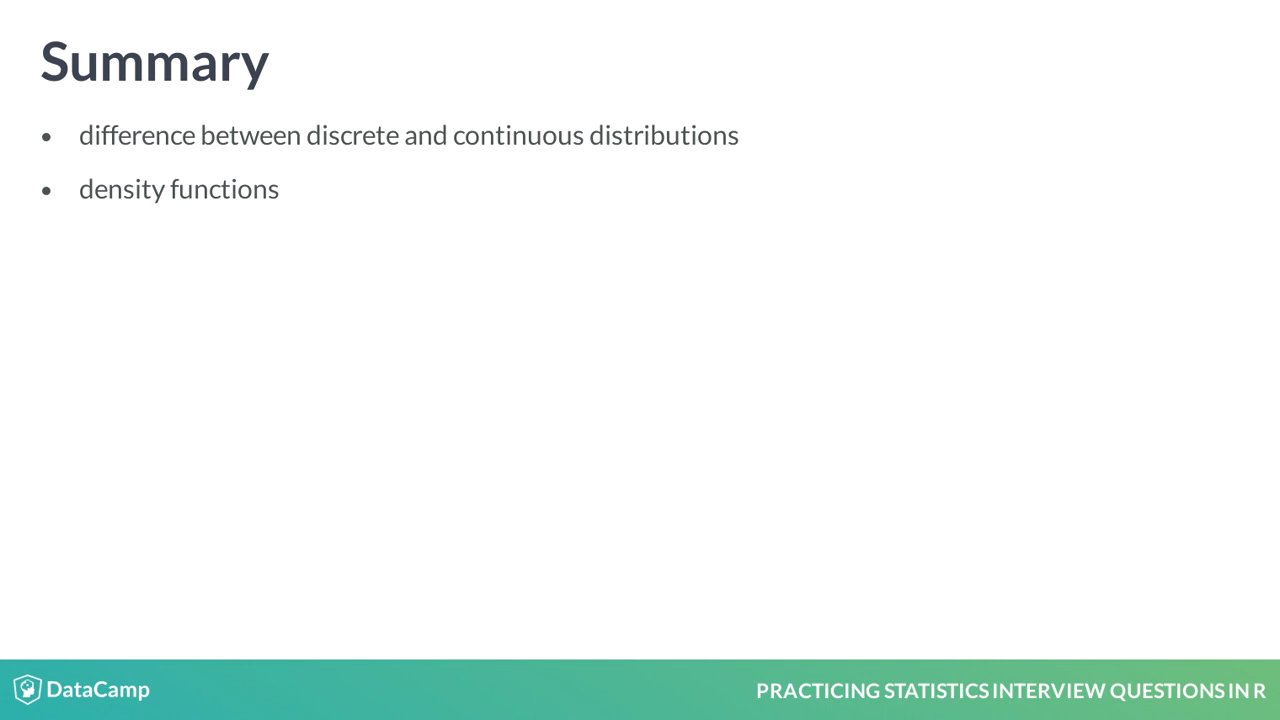 Summary
• difference between discrete and continuous distributions
• density functions
DataCamp
PRACTICING STATISTICS INTERVIEW QUESTIONS IN R